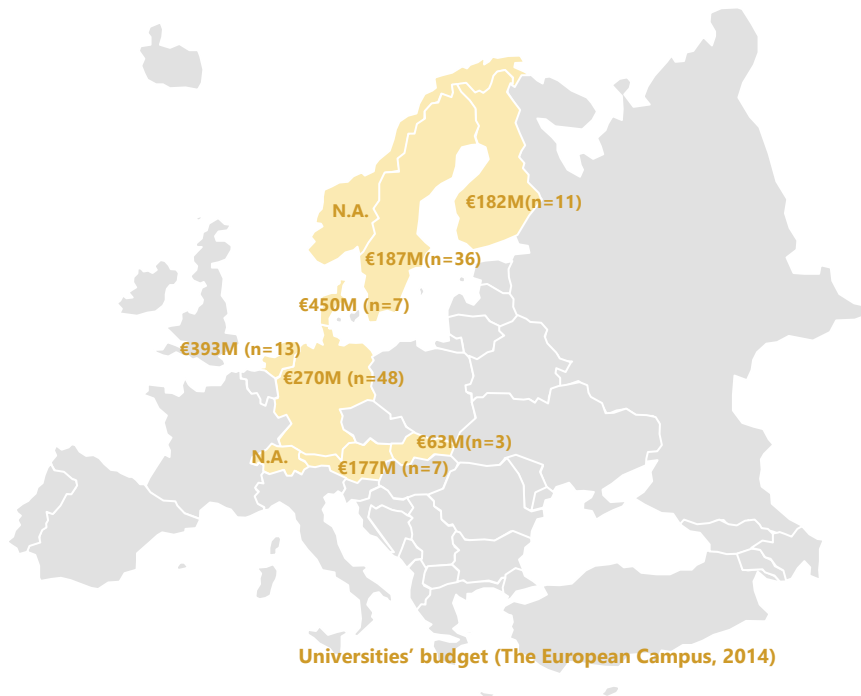 €182M(n=11)
N.A.
€187M(n=36)
€450M (n=7)
€393M (n=13)
€270M (n=48)
€63M(n=3)
N.A.
€177M (n=7)
Universities’ budget (The European Campus, 2014)